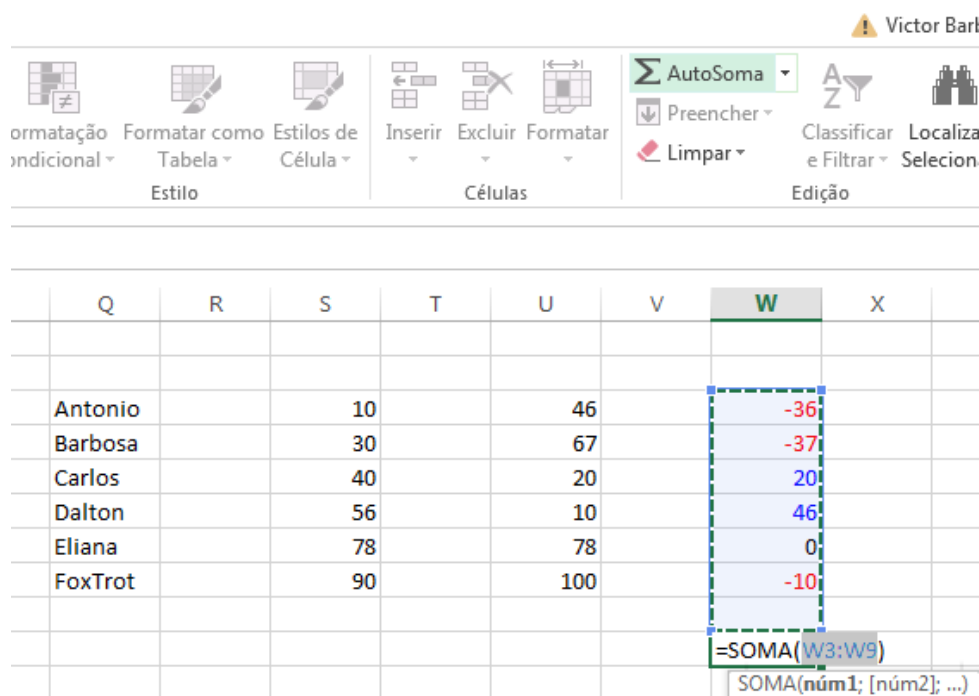 Victor Barb
AutoSoma
Preencher
Limpar
ormatação Formatar como Estilos de
ondicional Tabela Célula
Inserir Excluir Formatar
Classificar Localiza
e Filtrar Selecion
Estilo Células Edição
Q R S T U V W X
Antonio 10 46 -36
Barbosa 30 67 -37
Carlos 40 20 20
Dalton 56 10 46
Eliana 78 78 0
FoxTrot 90 100 -10
=SOMA(W3:W9)
SOMA(núm1; [núm2]; ...)